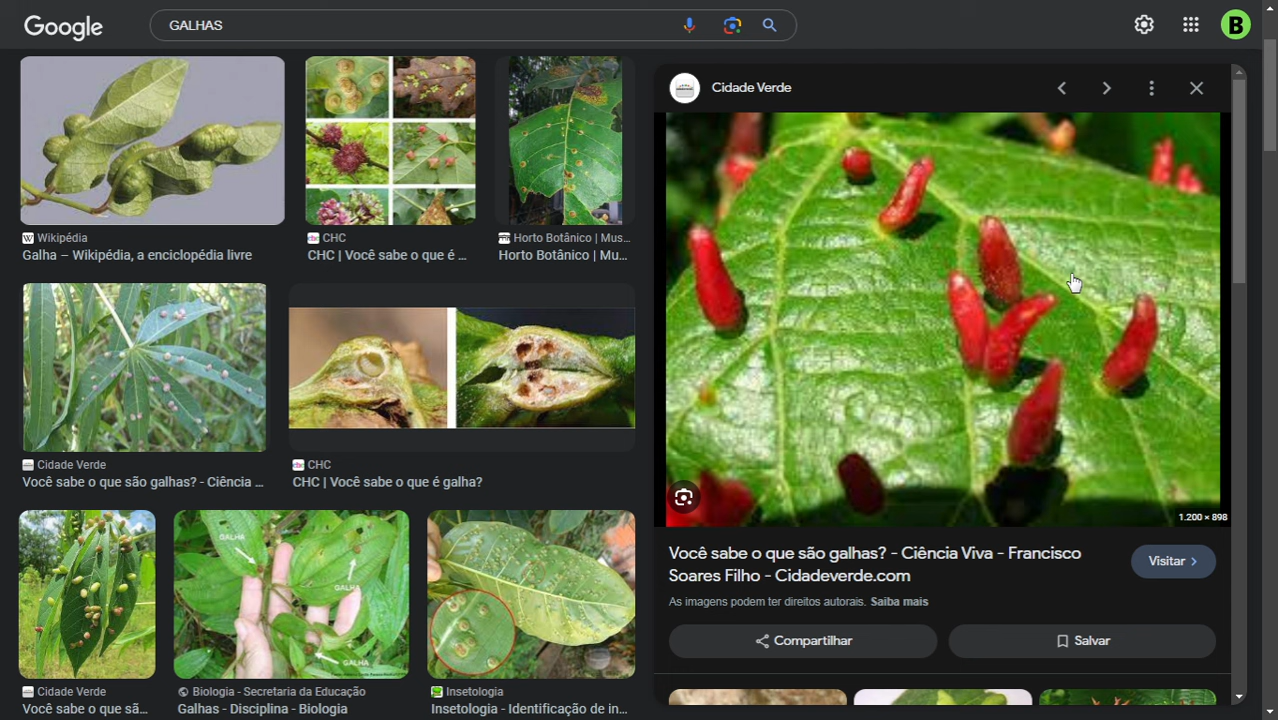 Google
GALHAS
B
Wikipédia
Galha – Wikipédia, a enciclopédia livre
CHC
CHC | Você sabe o que é ...
Horto Botânico | Mus...
Horto Botânico | Mu...
Cidade Verde
Você sabe o que são galhas? - Ciência ...
CHC
CHC | Você sabe o que é galha?
GALHA
GALHA
GALHA
Cidade Verde
Você sabe o que sã...
Biologia - Secretaria da Educação
Galhas - Disciplina - Biologia
Insetologia
Insetologia - Identificação de in...
Cidade Verde
1.200 × 898
Você sabe o que são galhas? - Ciência Viva - Francisco
Soares Filho - Cidadeverde.com
Visitar
As imagens podem ter direitos autorais. Saiba mais
Compartilhar
Salvar